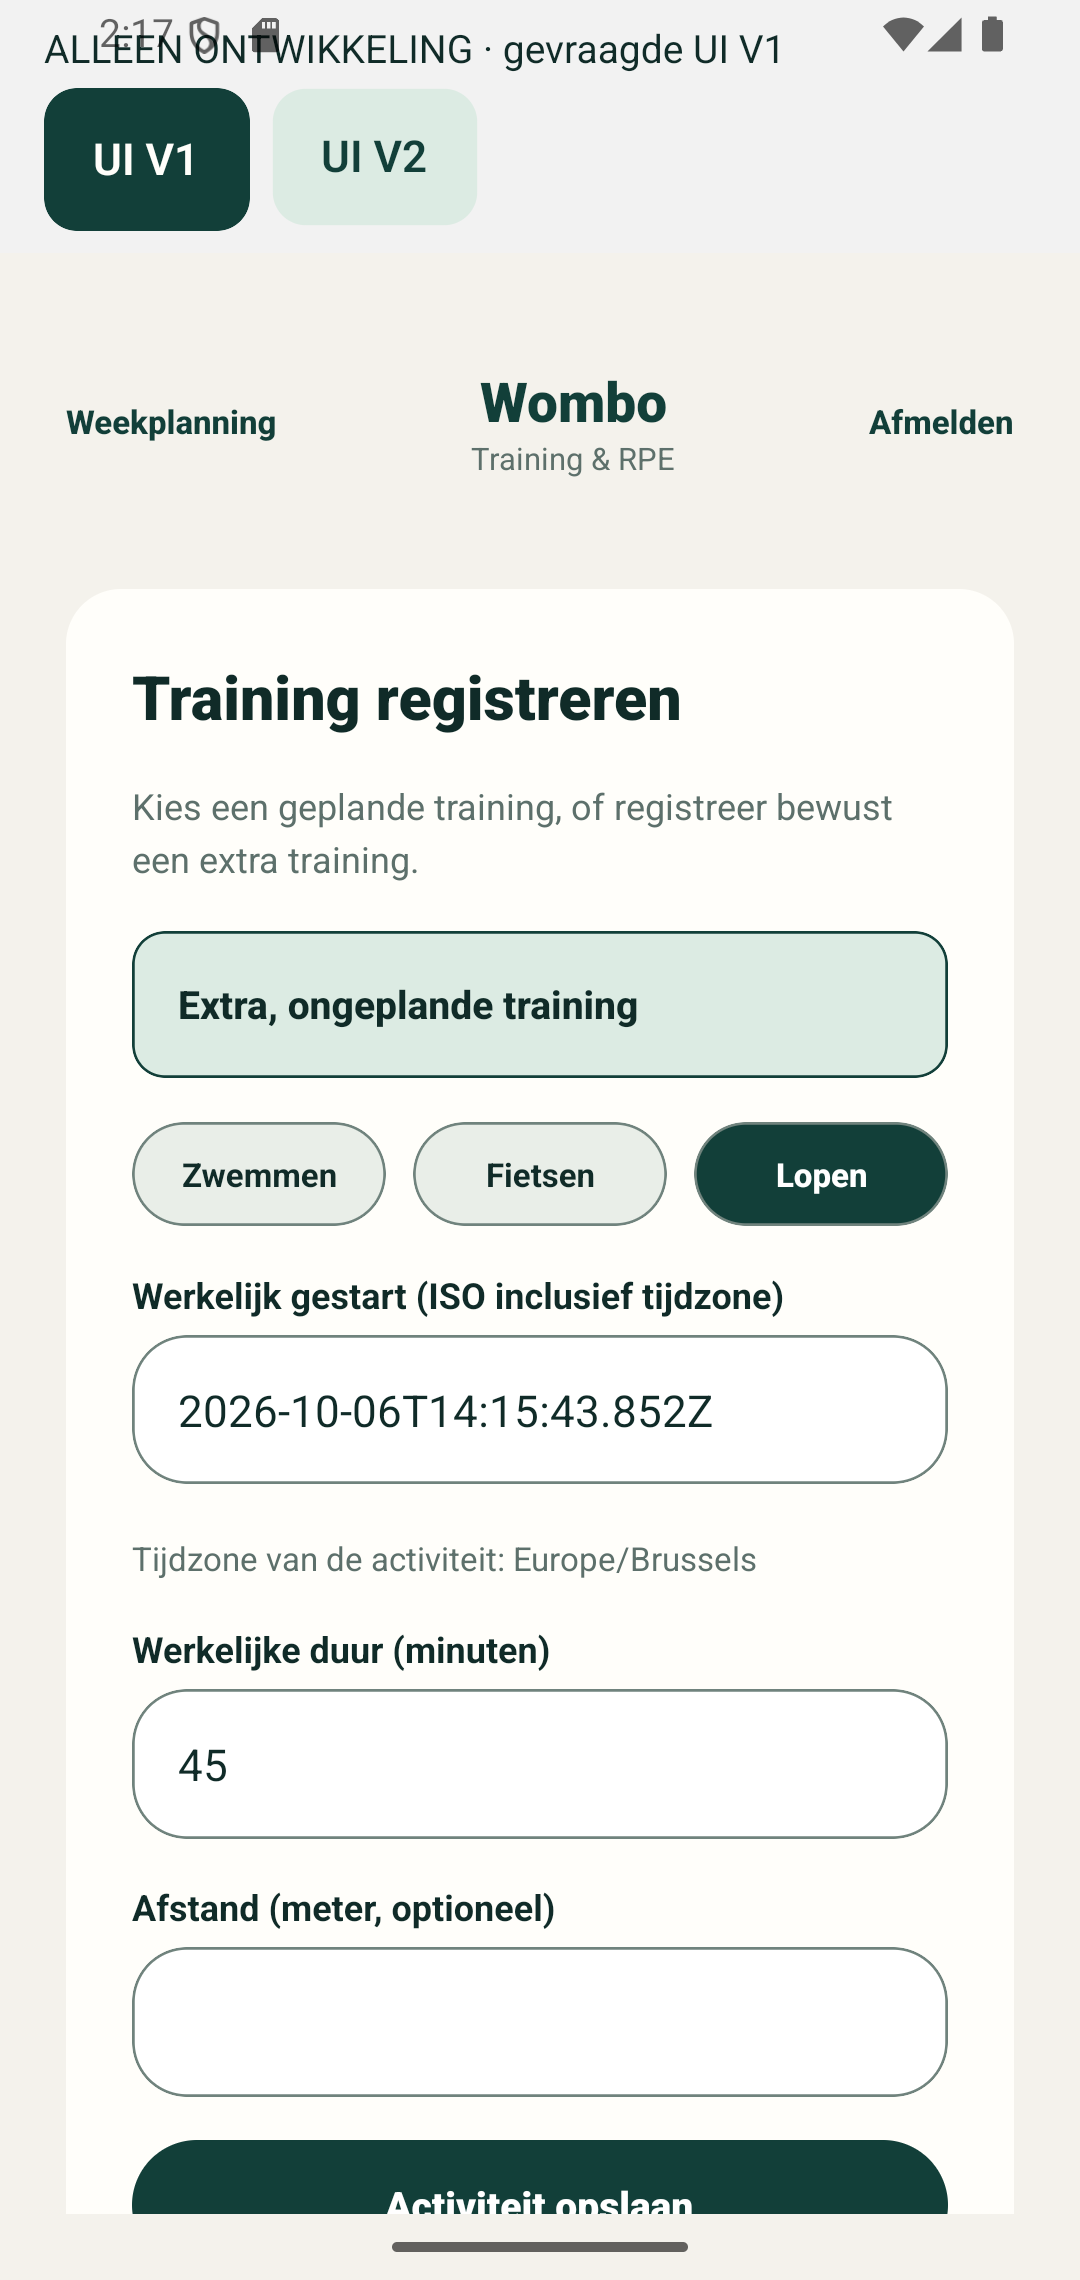 2:17
ALLEEN ONTWIKKELING · gevraagde UI V1
UI V1
UI V2
Weekplanning
Wombo
Training & RPE
Afmelden
Training registreren
Kies een geplande training, of registreer bewust
een extra training.
Extra, ongeplande training
Zwemmen
Fietsen
Lopen
Werkelijk gestart (ISO inclusief tijdzone)
2026-10-06T14:15:43.852Z
Tijdzone van de activiteit: Europe/Brussels
Werkelijke duur (minuten)
45
Afstand (meter, optioneel)
Activiteit opslaan